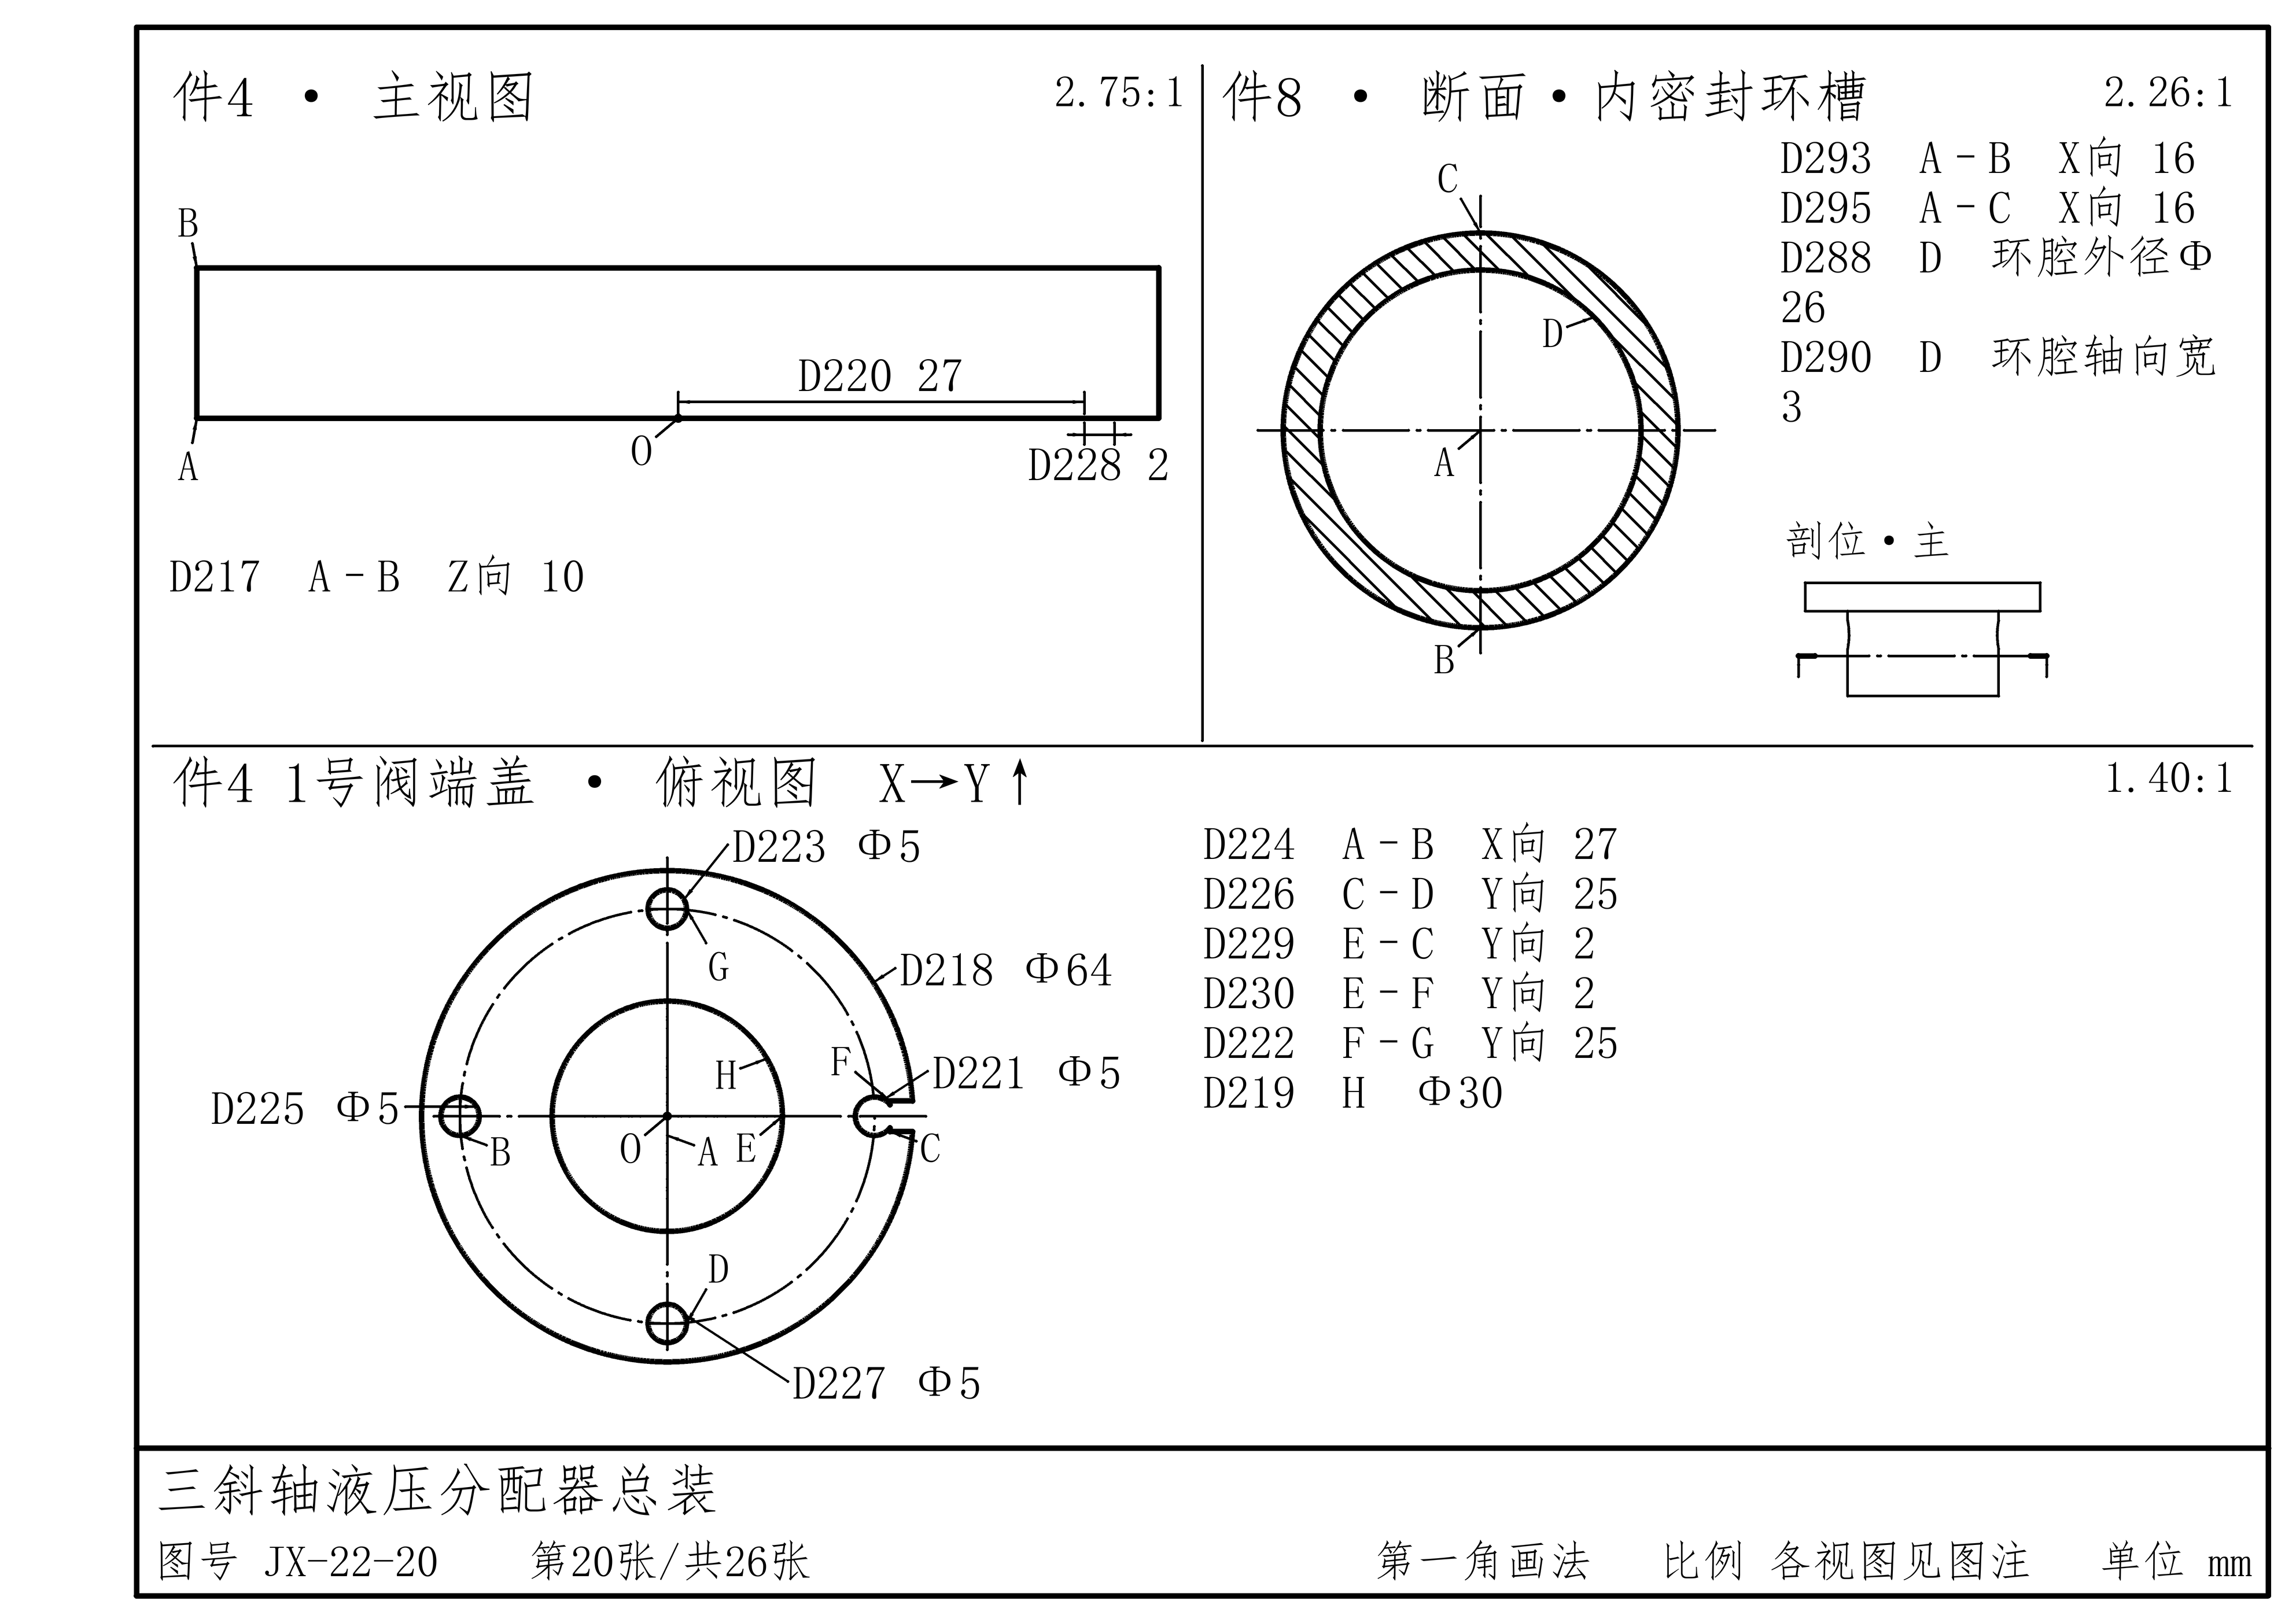 件4 · 主视图 2.75:1
B
D220 27
O
A
D228 2
D217 A-B Z向 10
件8 · 断面·内密封环槽 2.26:1
D293 A-B X向 16
D295 A-C X向 16
D288 D 环腔外径Φ
26
D290 D 环腔轴向宽
3
C
D
A
B
剖位·主
件4 1号阀端盖 · 俯视图 X→Y↑ 1.40:1
D223 Φ5
G
D218 Φ64
H
F
D221 Φ5
D225 Φ5
B
O
A
E
C
D
D227 Φ5
D224 A-B X向 27
D226 C-D Y向 25
D229 E-C Y向 2
D230 E-F Y向 2
D222 F-G Y向 25
D219 H Φ30
三斜轴液压分配器总装
图号 JX-22-20 第20张/共26张 第一角画法 比例 各视图见图注 单位 mm